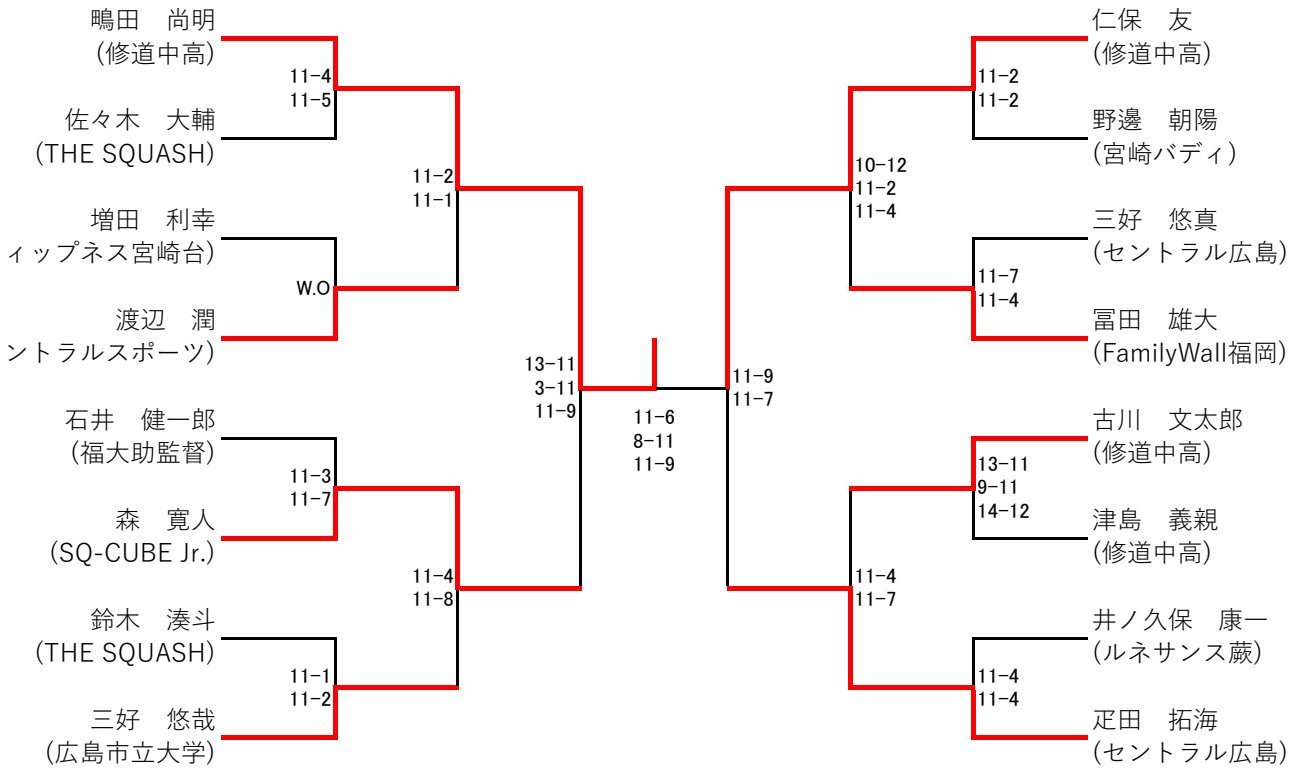 鴫田　尚明
(修道中高)
11-4
11-5
佐々木　大輔
(THE SQUASH)
11-2
11-1
増田　利幸
ィップネス宮崎台)
W.O
渡辺　潤
ントラルスポーツ)
13-11
3-11
11-9
石井　健一郎
(福大助監督)
11-3
11-7
森　寛人
(SQ-CUBE Jr.)
11-4
11-8
鈴木　湊斗
(THE SQUASH)
11-1
11-2
三好　悠哉
(広島市立大学)
11-6
8-11
11-9
仁保　友
(修道中高)
11-2
11-2
野邊　朝陽
(宮崎バディ)
10-12
11-2
11-4
三好　悠真
(セントラル広島)
11-7
11-4
冨田　雄大
(FamilyWall福岡)
11-9
11-7
古川　文太郎
(修道中高)
13-11
9-11
14-12
津島　義親
(修道中高)
11-4
11-7
井ノ久保　康一
(ルネサンス蕨)
11-4
11-4
疋田　拓海
(セントラル広島)